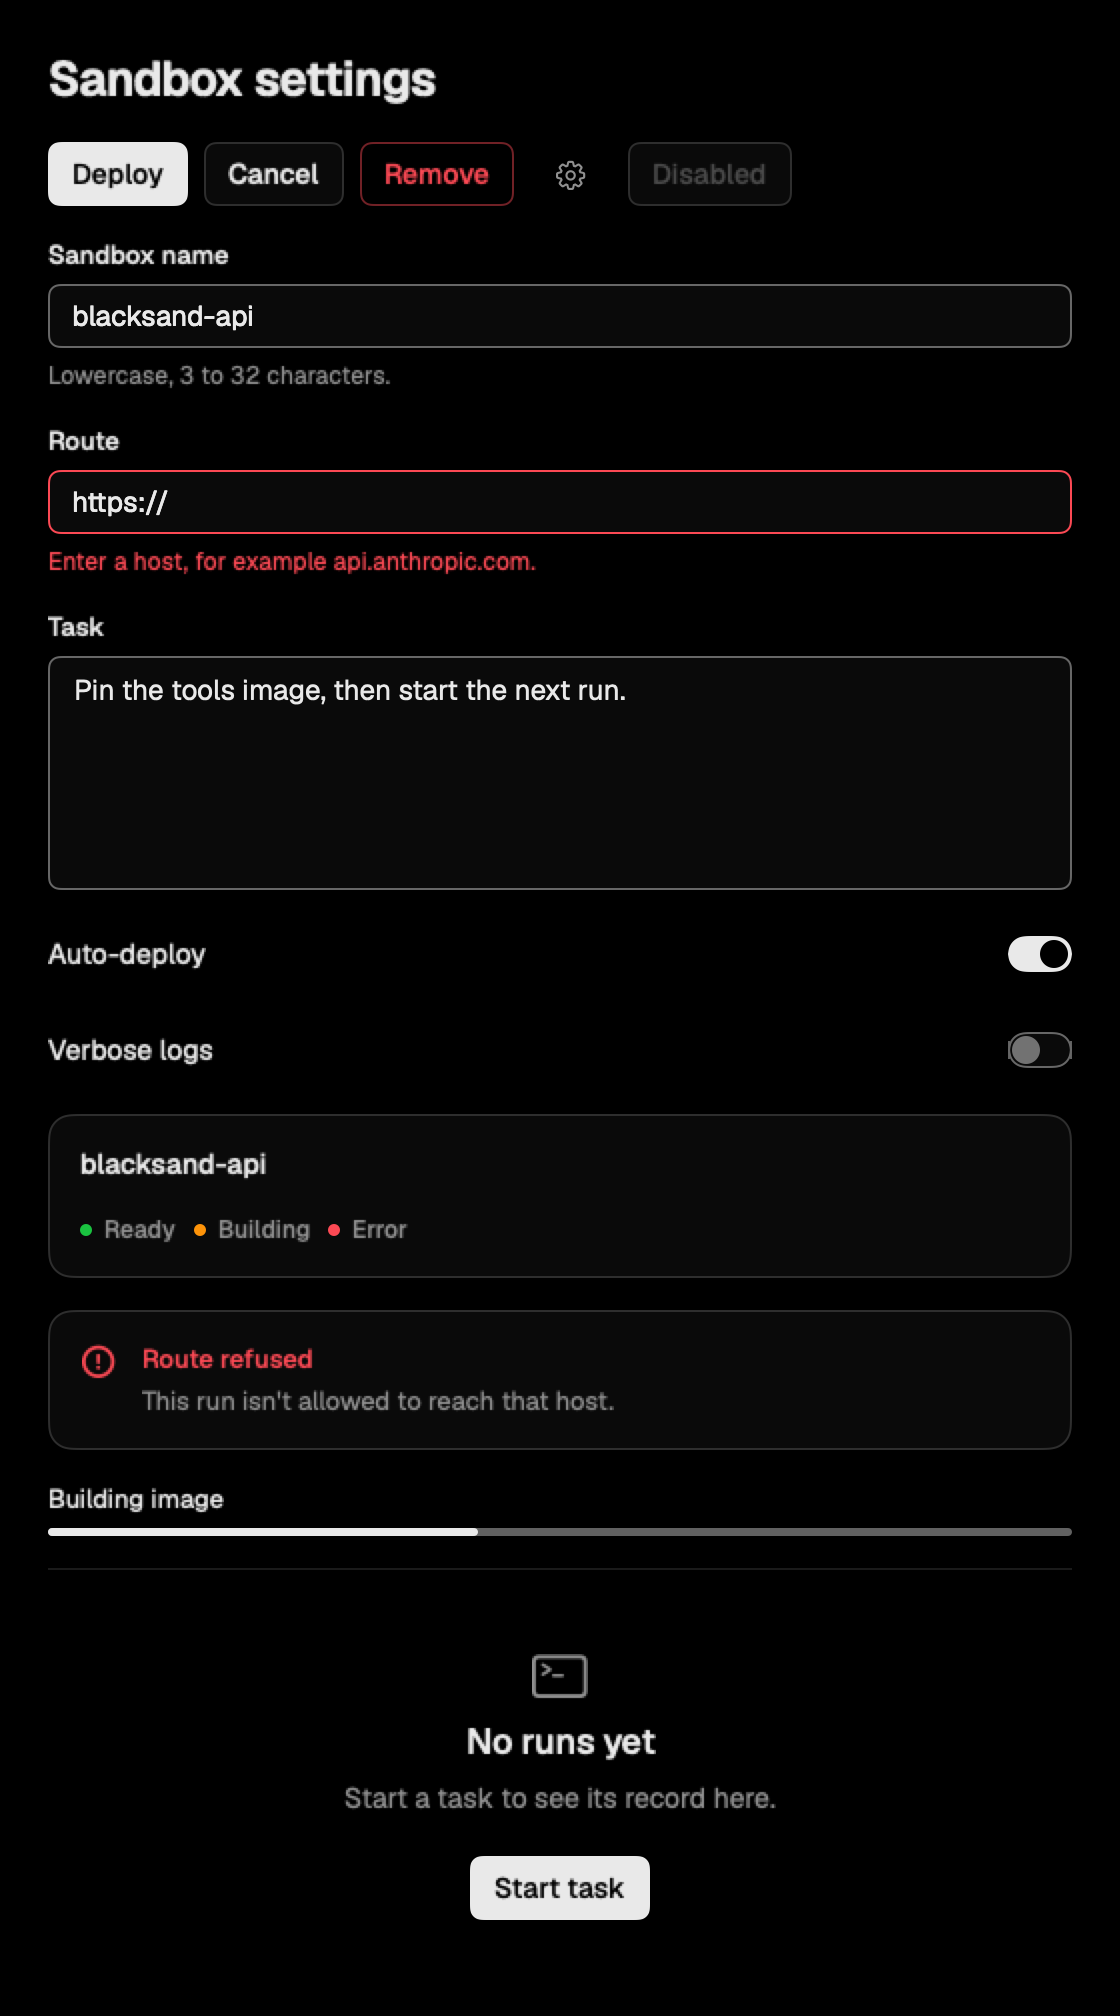 Sandbox settings
Deploy Cancel Remove Disabled
Sandbox name
blacksand-api
Lowercase, 3 to 32 characters.
Route
https://
Enter a host, for example api.anthropic.com.
Task
Pin the tools image, then start the next run.
Auto-deploy
Verbose logs
blacksand-api
Ready Building Error
Route refused
This run isn't allowed to reach that host.
Building image
No runs yet
Start a task to see its record here.
Start task